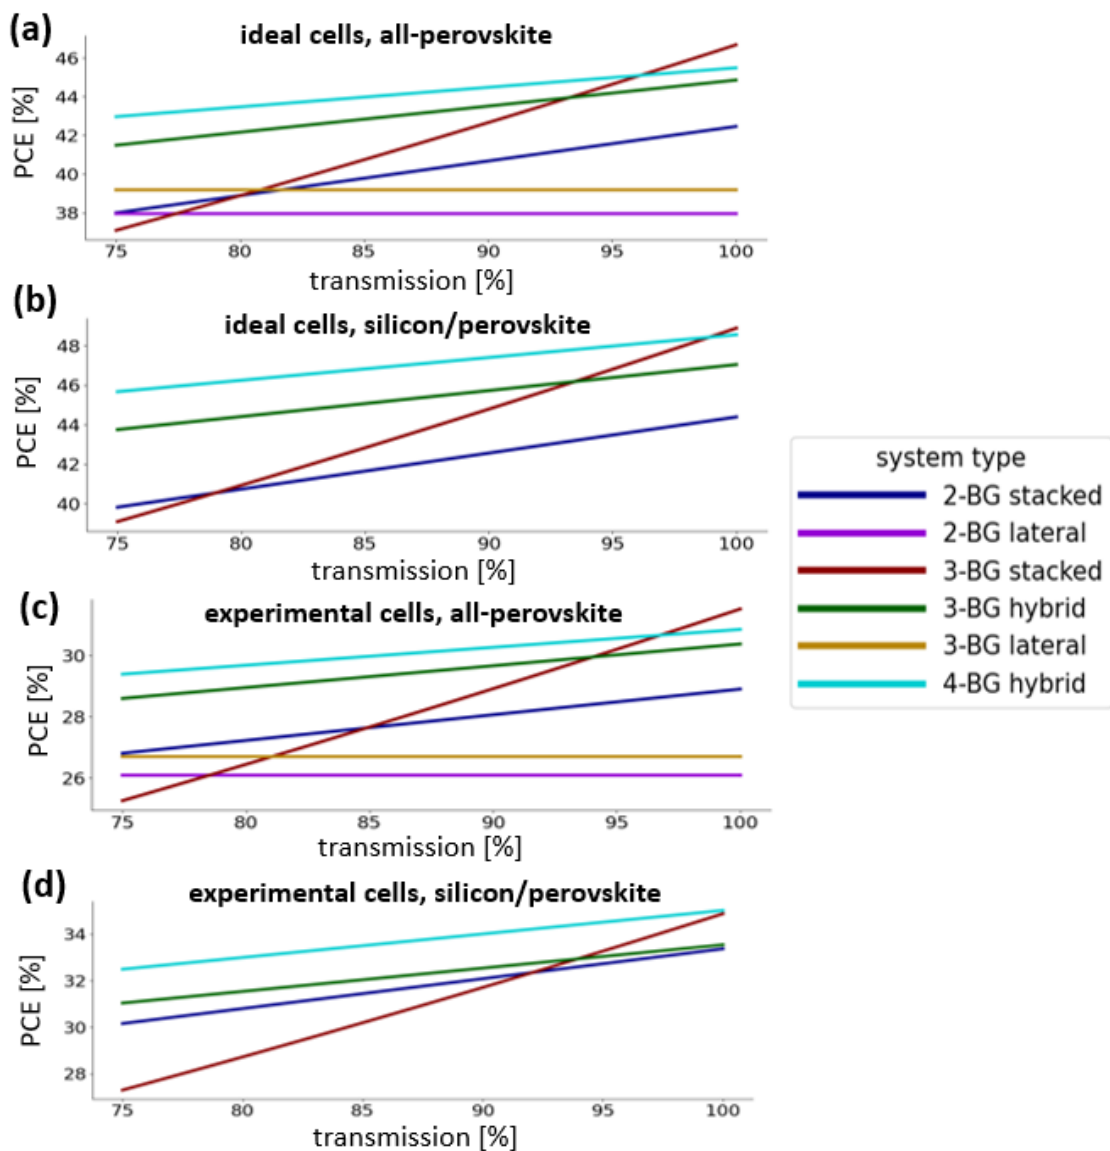 (a)
ideal cells, all-perovskite
PCE [%]
46
44
42
40
38
75 80 85 90 95 100
transmission [%]
(b)
ideal cells, silicon/perovskite
PCE [%]
48
46
44
42
40
75 80 85 90 95 100
transmission [%]
(c)
experimental cells, all-perovskite
PCE [%]
30
28
26
75 80 85 90 95 100
transmission [%]
(d)
experimental cells, silicon/perovskite
PCE [%]
34
32
30
28
75 80 85 90 95 100
transmission [%]
system type
2-BG stacked
2-BG lateral
3-BG stacked
3-BG hybrid
3-BG lateral
4-BG hybrid